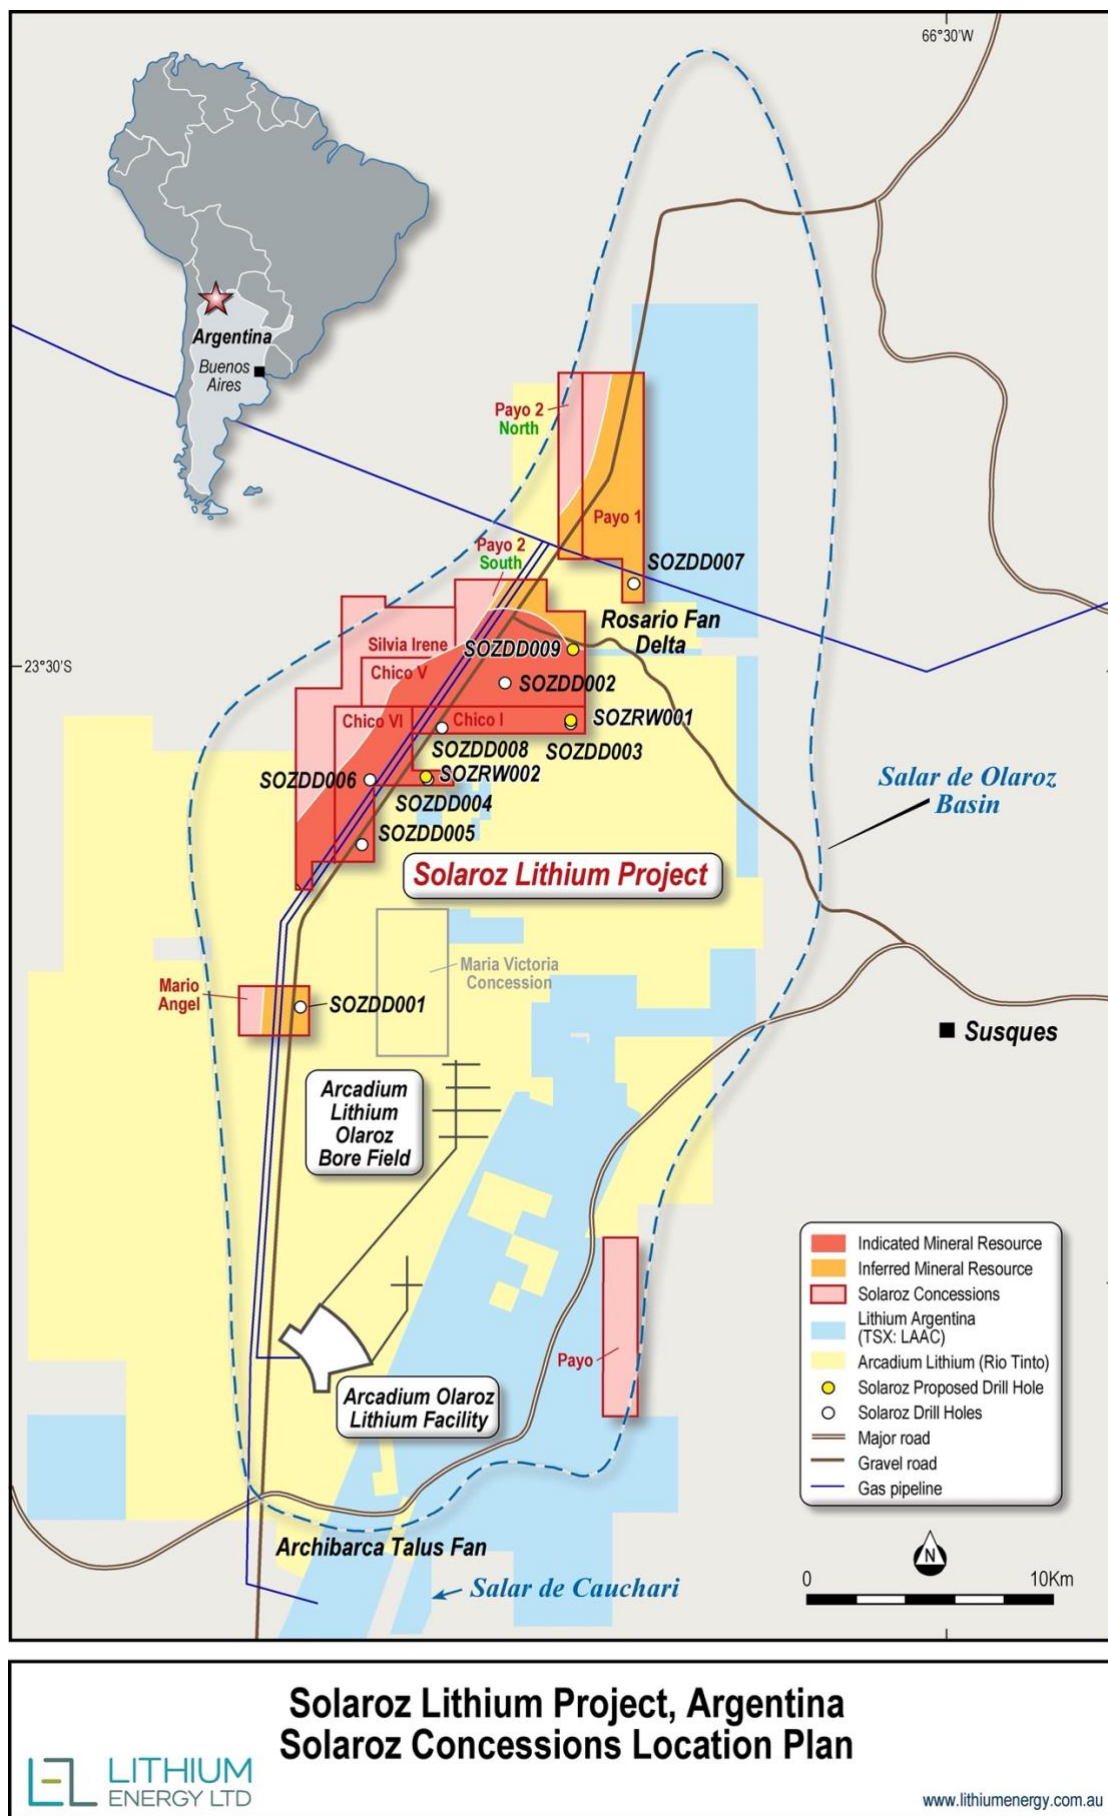 66°30'W
Argentina
Buenos
Aires
Payo 2
North
Payo 1
Payo 2
South
SOZDD007
Rosario Fan
Delta
Silvia Irene
SOZDD009
23°30'S
Chico V
SOZDD002
Chico VI
Chico I
SOZRW001
SOZDD008
SOZDD003
SOZDD006
SOZRW002
SOZDD004
Salar de Olaroz
Basin
SOZDD005
Solaroz Lithium Project
Maria Victoria
Concession
Mario
Angel
SOZDD001
Susques
Arcadium
Lithium
Olaroz
Bore Field
Payo
Arcadium Olaroz
Lithium Facility
Indicated Mineral Resource
Inferred Mineral Resource
Solaroz Concessions
Lithium Argentina
(TSX: LAAC)
Arcadium Lithium (Rio Tinto)
Solaroz Proposed Drill Hole
Solaroz Drill Holes
Major road
Gravel road
Gas pipeline
Archibarca Talus Fan
Salar de Cauchari
N
0 10Km
Solaroz Lithium Project, Argentina
Solaroz Concessions Location Plan
LE LITHIUM
ENERGY LTD
www.lithiumenergy.com.au